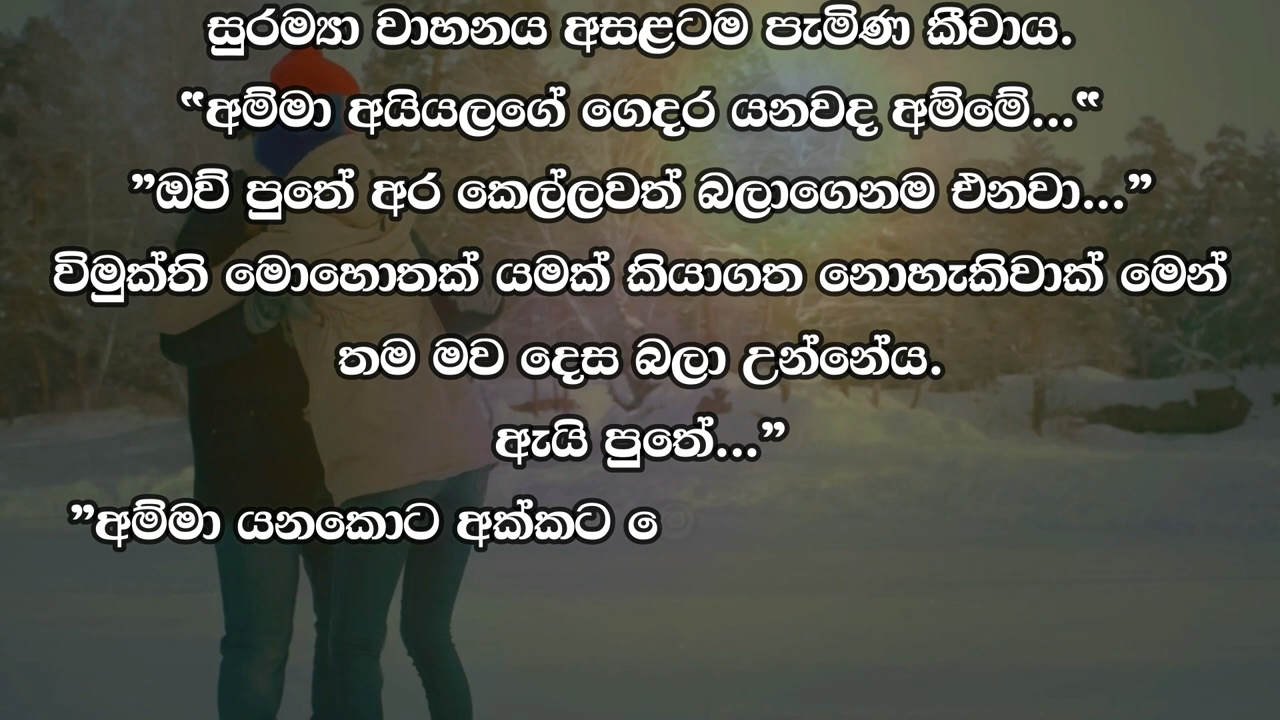 සුරම්‍යා වාහනය අසළටම පැමිණ කීවාය.
“අම්මා අයියලගේ ගෙදර යනවද අම්මේ...“
”ඔව් පුතේ අර කෙල්ලවත් බලාගෙනම එනවා...”
විමුක්ති මොහොතක් යමක් කියාගත නොහැකිවාක් මෙන්
තම මව දෙස බලා උන්නේය.
ඇයි පුතේ...”
”අම්මා යනකොට අක්කට